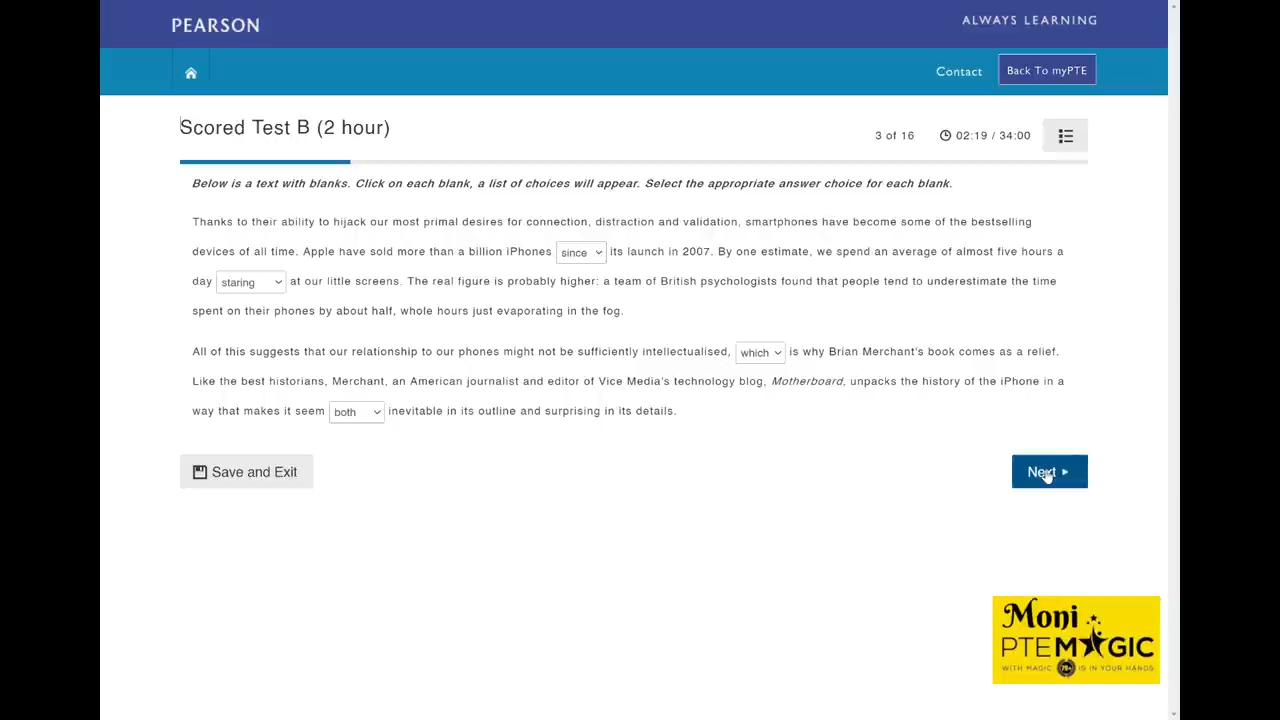 PEARSON
ALWAYS LEARNING
Contact
Back To myPTE
Scored Test B (2 hour)
3 of 16
02:19 / 34:00
Below is a text with blanks. Click on each blank, a list of choices will appear. Select the appropriate answer choice for each blank.
Thanks to their ability to hijack our most primal desires for connection, distraction and validation, smartphones have become some of the bestselling
devices of all time. Apple have sold more than a billion iPhones since its launch in 2007. By one estimate, we spend an average of almost five hours a
day staring at our little screens. The real figure is probably higher: a team of British psychologists found that people tend to underestimate the time
spent on their phones by about half, whole hours just evaporating in the fog.
All of this suggests that our relationship to our phones might not be sufficiently intellectualised, which is why Brian Merchant's book comes as a relief.
Like the best historians, Merchant, an American journalist and editor of Vice Media's technology blog, Motherboard, unpacks the history of the iPhone in a
way that makes it seem both inevitable in its outline and surprising in its details.
Save and Exit
Next
Moni
PTEMAGIC
WITH MAGIC 79+ IS IN YOUR HANDS